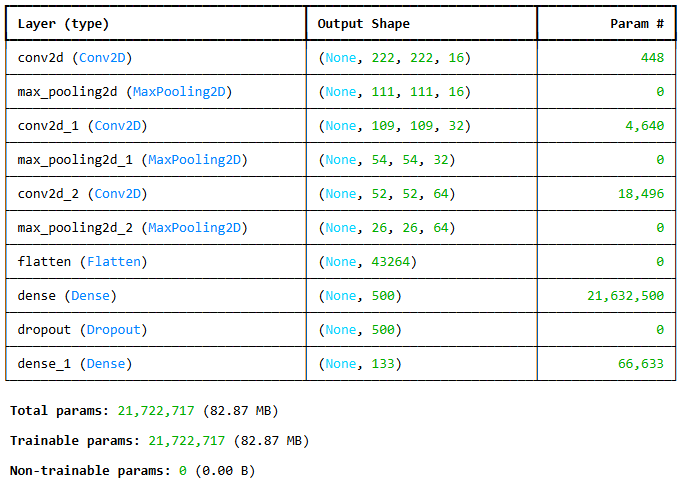 Layer (type) Output Shape Param #
conv2d (Conv2D) (None, 222, 222, 16) 448
max_pooling2d (MaxPooling2D) (None, 111, 111, 16) 0
conv2d_1 (Conv2D) (None, 109, 109, 32) 4,640
max_pooling2d_1 (MaxPooling2D) (None, 54, 54, 32) 0
conv2d_2 (Conv2D) (None, 52, 52, 64) 18,496
max_pooling2d_2 (MaxPooling2D) (None, 26, 26, 64) 0
flatten (Flatten) (None, 43264) 0
dense (Dense) (None, 500) 21,632,500
dropout (Dropout) (None, 500) 0
dense_1 (Dense) (None, 133) 66,633
Total params: 21,722,717 (82.87 MB)
Trainable params: 21,722,717 (82.87 MB)
Non-trainable params: 0 (0.00 B)